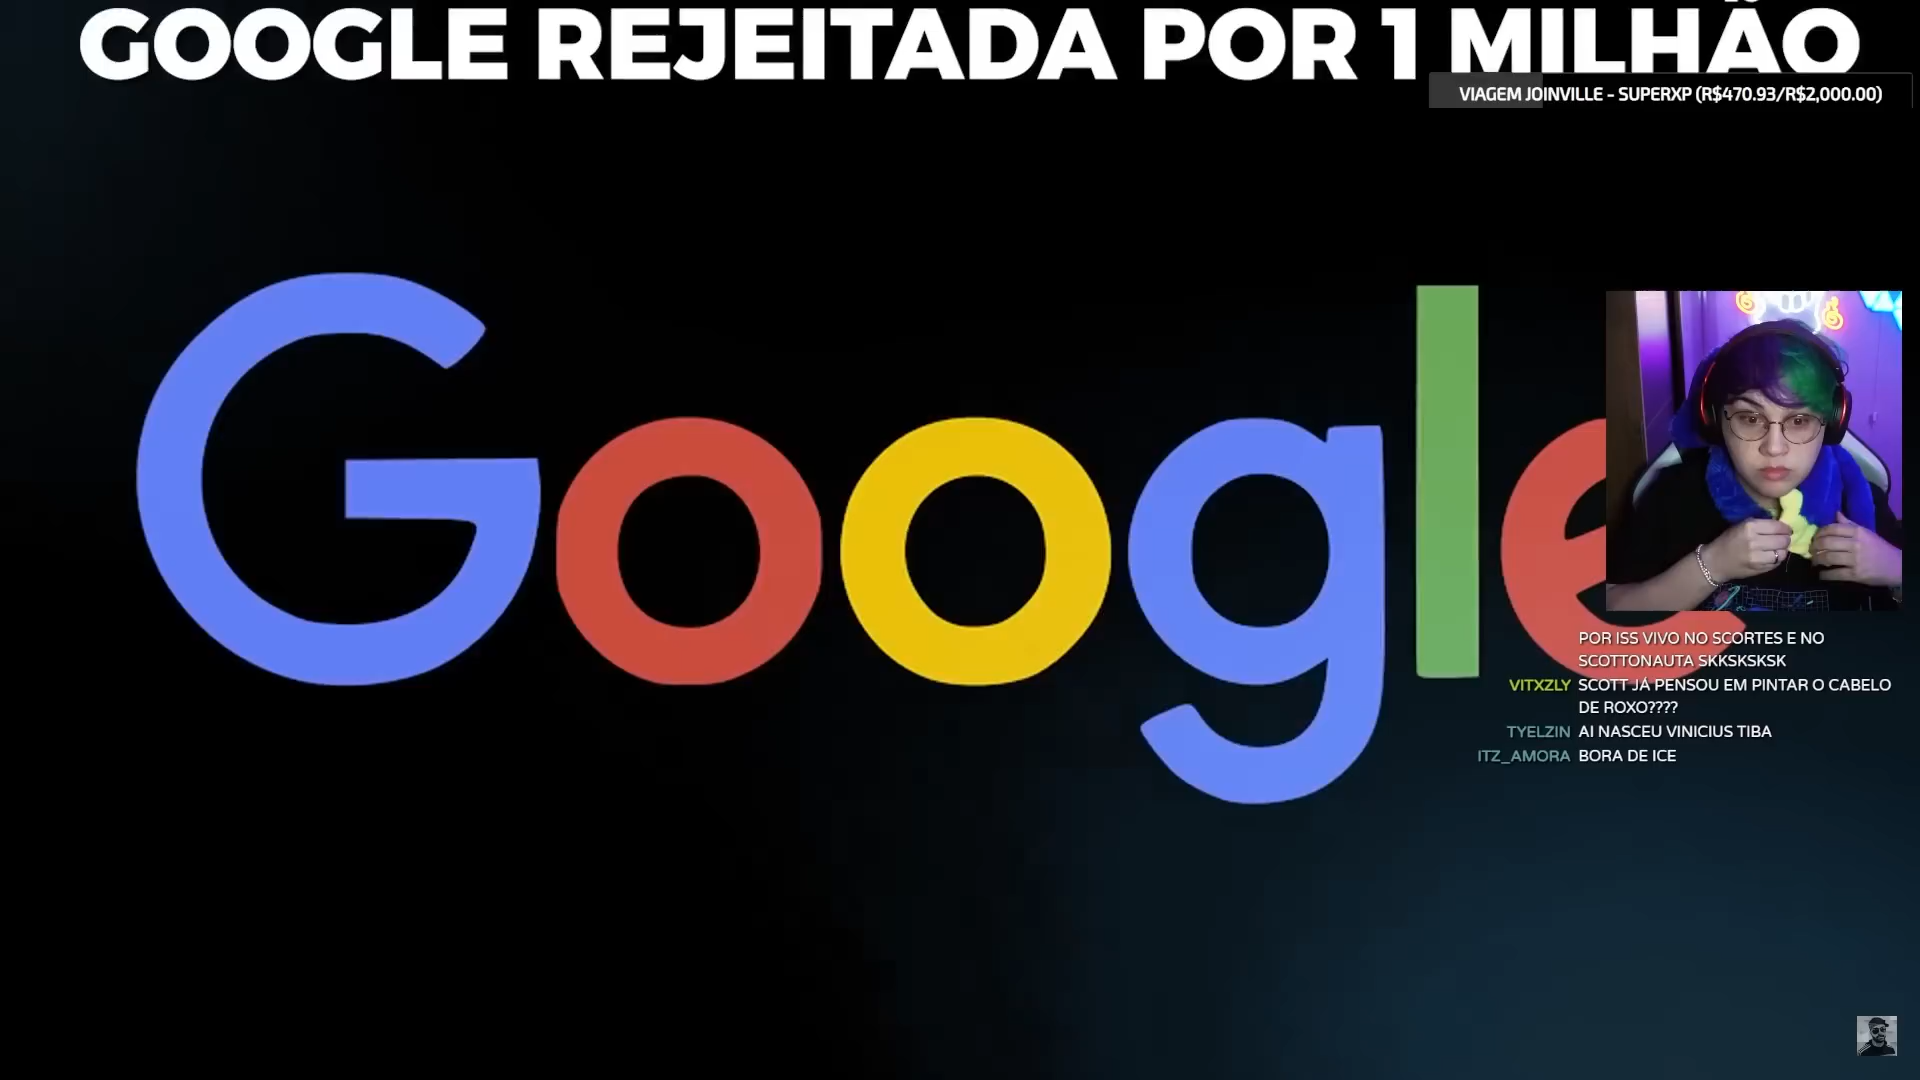 GOOGLE REJEITADA POR 1 MILHÃO
VIAGEM JOINVILLE - SUPERXP (R$470.93/R$2,000.00)
Google
POR ISS VIVO NO SCORTES E NO
SCOTTONAUTA SKKSKSKSK
VITXZLY SCOTT JÁ PENSOU EM PINTAR O CABELO
DE ROXO????
TYELZIN AI NASCEU VINICIUS TIBA
ITZ_AMORA BORA DE ICE